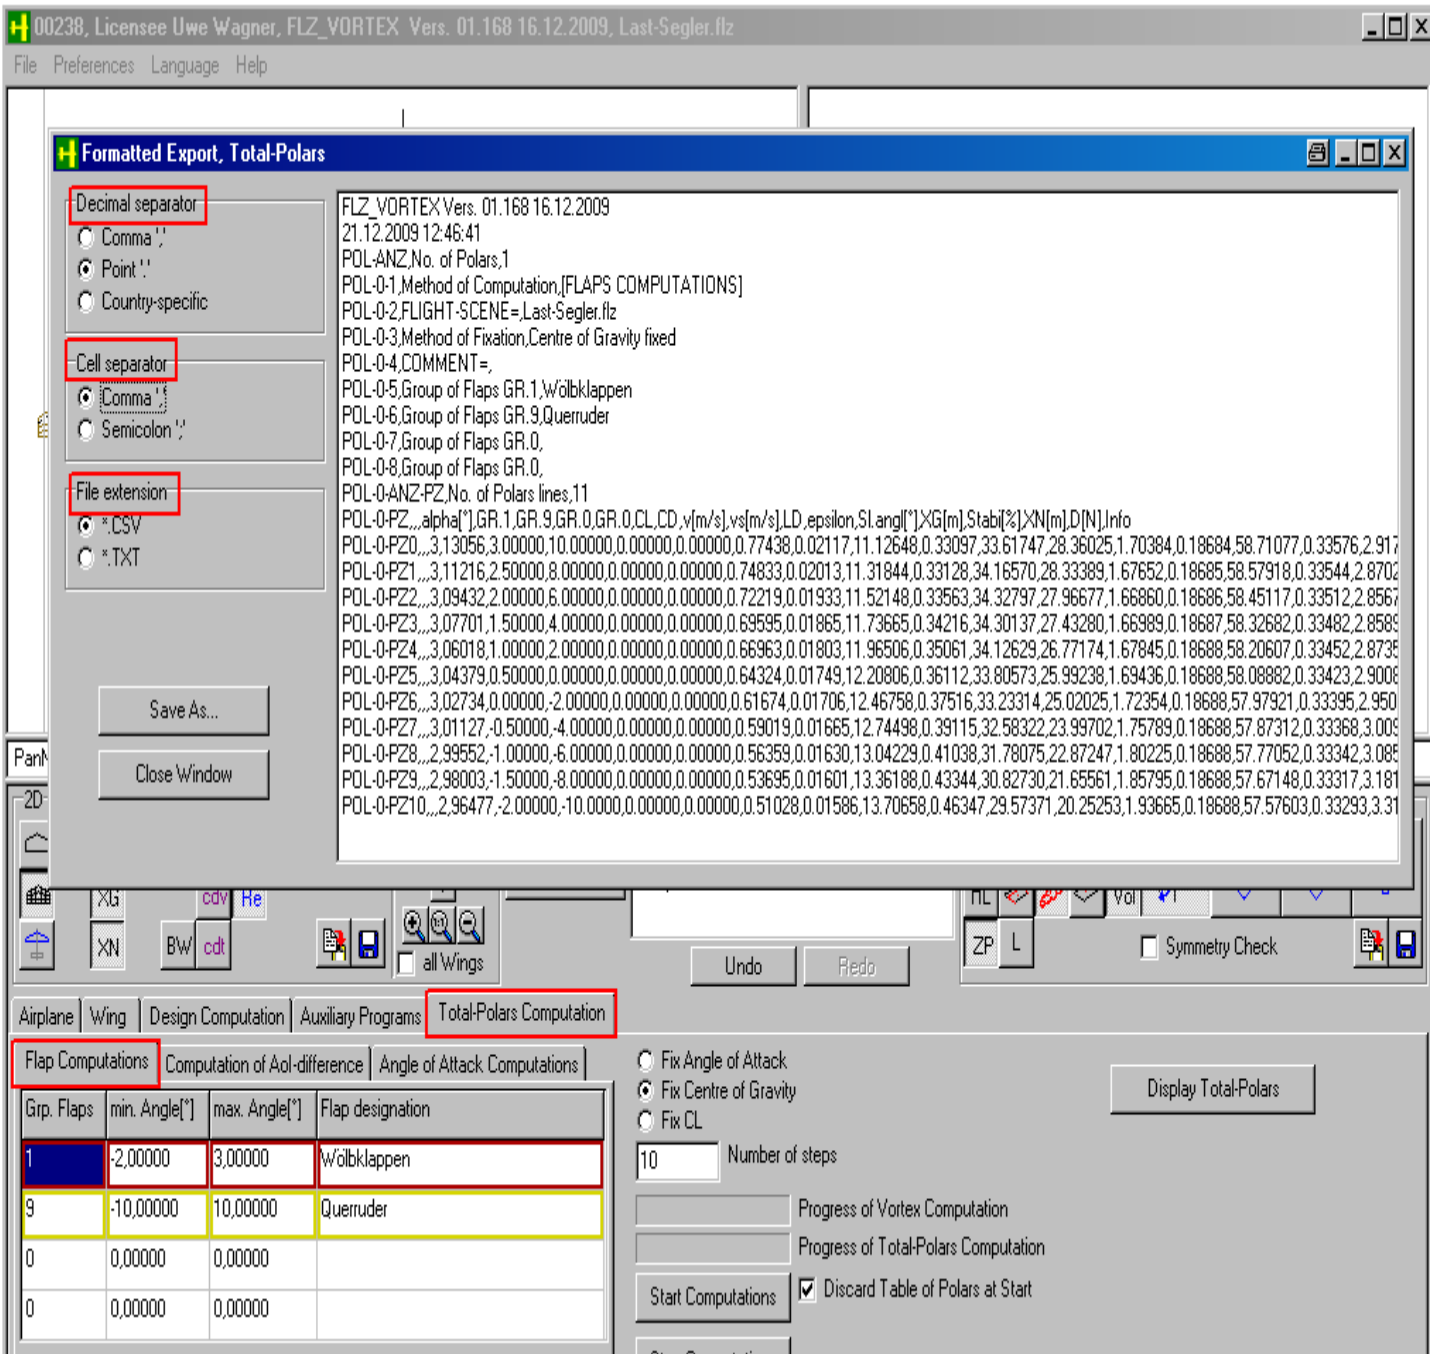 00238, Licensee Uwe Wagner, FLZ_VORTEX Vers. 01.168 16.12.2009, Last-Segler.flz
File Preferences Language Help
Formatted Export, Total-Polars
Decimal separator
Comma ','
Point '.'
Country-specific
Cell separator
Comma ','
Semicolon ';'
File extension
*.CSV
*.TXT
Save As...
Close Window
FLZ_VORTEX Vers. 01.168 16.12.2009
21.12.2009 12:46:41
POL-ANZ,No. of Polars,1
POL-0-1,Method of Computation,[FLAPS COMPUTATIONS]
POL-0-2,FLIGHT-SCENE=,Last-Segler.flz
POL-0-3,Method of Fixation,Centre of Gravity fixed
POL-0-4,COMMENT=,
POL-0-5,Group of Flaps GR.1,Wölbklappen
POL-0-6,Group of Flaps GR.9,Querruder
POL-0-7,Group of Flaps GR.0,
POL-0-8,Group of Flaps GR.0,
POL-0-ANZ-PZ,No. of Polars lines,11
POL-0-PZ,,,alpha[°],GR.1,GR.9,GR.0,GR.0,CL,CD,v[m/s],vs[m/s],LD,epsilon,Sl.angl[°],XG[m],Stabi[%],XN[m],D[N],Info
POL-0-PZ0,,,3,13056,3.00000,10.00000,0.00000,0.00000,0.77438,0.02117,11.12648,0.33097,33.61747,28.36025,1.70384,0.18684,58.71077,0.33576,2.917
POL-0-PZ1,,,3,11216,2.50000,8.00000,0.00000,0.00000,0.74833,0.02013,11.31844,0.33128,34.16570,28.33389,1.67652,0.18685,58.57918,0.33544,2.8702
POL-0-PZ2,,,3,09432,2.00000,6.00000,0.00000,0.00000,0.72219,0.01933,11.52148,0.33563,34.32797,27.96677,1.66860,0.18686,58.45117,0.33512,2.8567
POL-0-PZ3,,,3,07701,1.50000,4.00000,0.00000,0.00000,0.69595,0.01865,11.73665,0.34216,34.30137,27.43280,1.66989,0.18687,58.32682,0.33482,2.8589
POL-0-PZ4,,,3,06018,1.00000,2.00000,0.00000,0.00000,0.66963,0.01803,11.96506,0.35061,34.12629,26.77174,1.67845,0.18688,58.20607,0.33452,2.8735
POL-0-PZ5,,,3,04379,0.50000,0.00000,0.00000,0.00000,0.64324,0.01749,12.20806,0.36112,33.80573,25.99238,1.69436,0.18688,58.08882,0.33423,2.9008
POL-0-PZ6,,,3,02734,0.00000,-2.00000,0.00000,0.00000,0.61674,0.01706,12.46758,0.37516,33.23314,25.02025,1.72354,0.18688,57.97921,0.33395,2.950
POL-0-PZ7,,,3,01127,-0.50000,-4.00000,0.00000,0.00000,0.59019,0.01665,12.74498,0.39115,32.58322,23.99702,1.75789,0.18688,57.87312,0.33368,3.009
POL-0-PZ8,,,2,99552,-1.00000,-6.00000,0.00000,0.00000,0.56359,0.01630,13.04229,0.41038,31.78075,22.87247,1.80225,0.18688,57.77052,0.33342,3.085
POL-0-PZ9,,,2,98003,-1.50000,-8.00000,0.00000,0.00000,0.53695,0.01601,13.36188,0.43344,30.82730,21.65561,1.85795,0.18688,57.67148,0.33317,3.181
POL-0-PZ10,,,2,96477,-2.00000,-10.0000,0.00000,0.00000,0.51028,0.01586,13.70658,0.46347,29.57371,20.25253,1.93665,0.18688,57.57603,0.33293,3.31
2D
XG cdv Re
XN BW cdt
1:1
all Wings
Undo Redo
HL Vol
ZP L Symmetry Check
Airplane Wing Design Computation Auxiliary Programs Total-Polars Computation
Flap Computations Computation of AoI-difference Angle of Attack Computations
Grp. Flaps min. Angle[°] max. Angle[°] Flap designation
1 -2,00000 3,00000 Wölbklappen
9 -10,00000 10,00000 Querruder
0 0,00000 0,00000
0 0,00000 0,00000
Fix Angle of Attack
Fix Centre of Gravity
Fix CL
10 Number of steps
Progress of Vortex Computation
Progress of Total-Polars Computation
Start Computations Discard Table of Polars at Start
Display Total-Polars